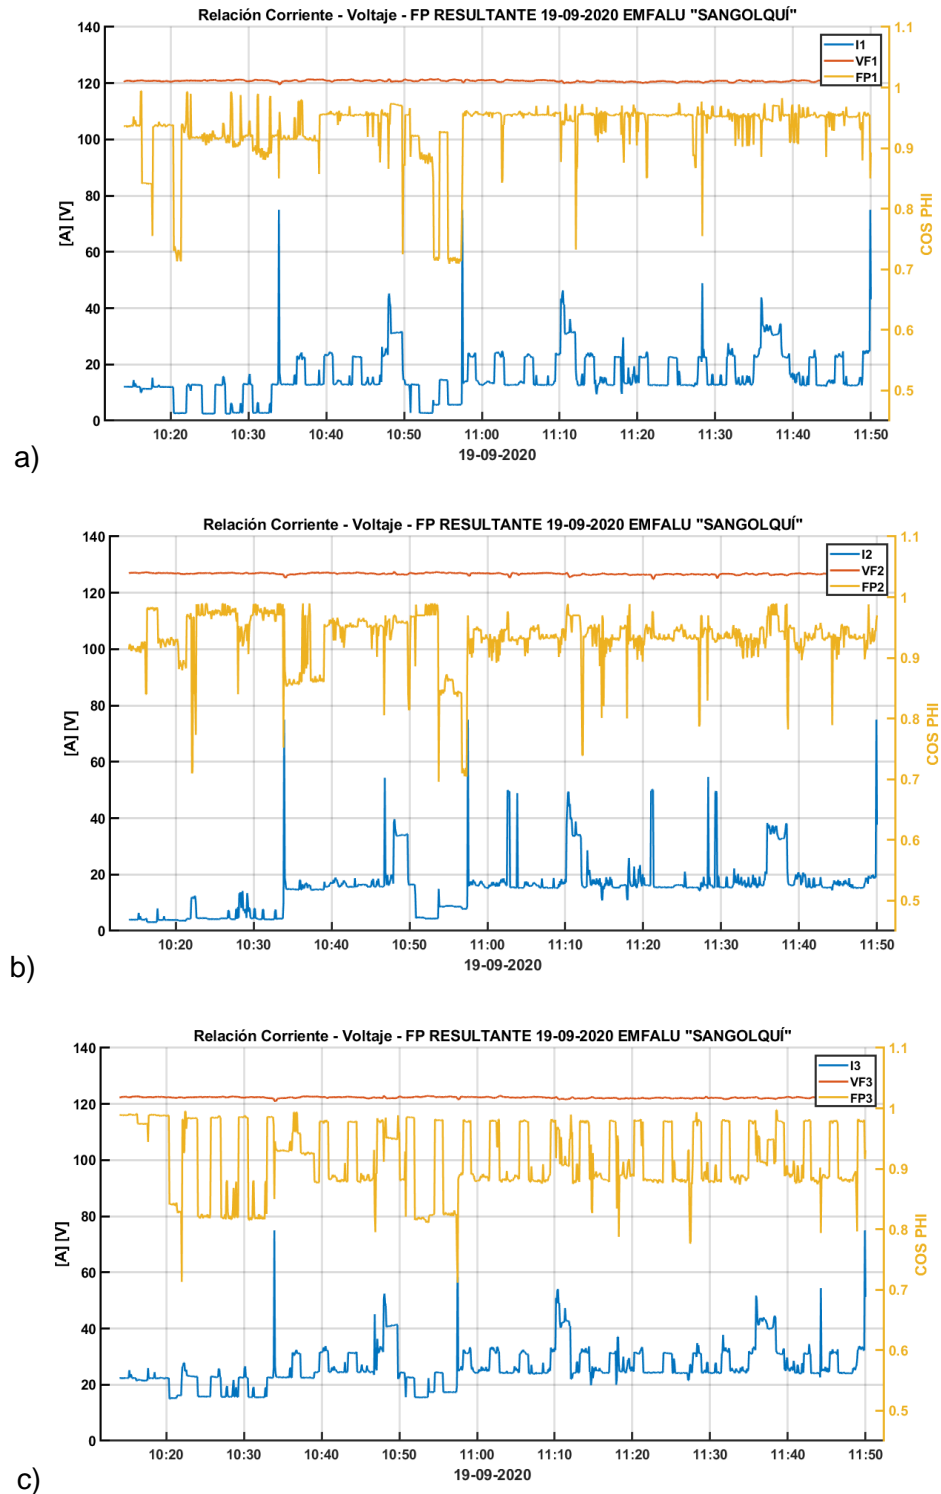 Relación Corriente - Voltaje - FP RESULTANTE 19-09-2020 EMFALU "SANGOLQUÍ"
140
120
100
80
60
40
20
0
[A] [V]
1.1
1
0.9
0.8
0.7
0.6
0.5
COS PHI
I1
VF1
FP1
10:20 10:30 10:40 10:50 11:00 11:10 11:20 11:30 11:40 11:50
19-09-2020
a)
Relación Corriente - Voltaje - FP RESULTANTE 19-09-2020 EMFALU "SANGOLQUÍ"
140
120
100
80
60
40
20
0
[A] [V]
1.1
1
0.9
0.8
0.7
0.6
0.5
COS PHI
I2
VF2
FP2
10:20 10:30 10:40 10:50 11:00 11:10 11:20 11:30 11:40 11:50
19-09-2020
b)
Relación Corriente - Voltaje - FP RESULTANTE 19-09-2020 EMFALU "SANGOLQUÍ"
140
120
100
80
60
40
20
0
[A] [V]
1.1
1
0.9
0.8
0.7
0.6
0.5
COS PHI
I3
VF3
FP3
10:20 10:30 10:40 10:50 11:00 11:10 11:20 11:30 11:40 11:50
19-09-2020
c)